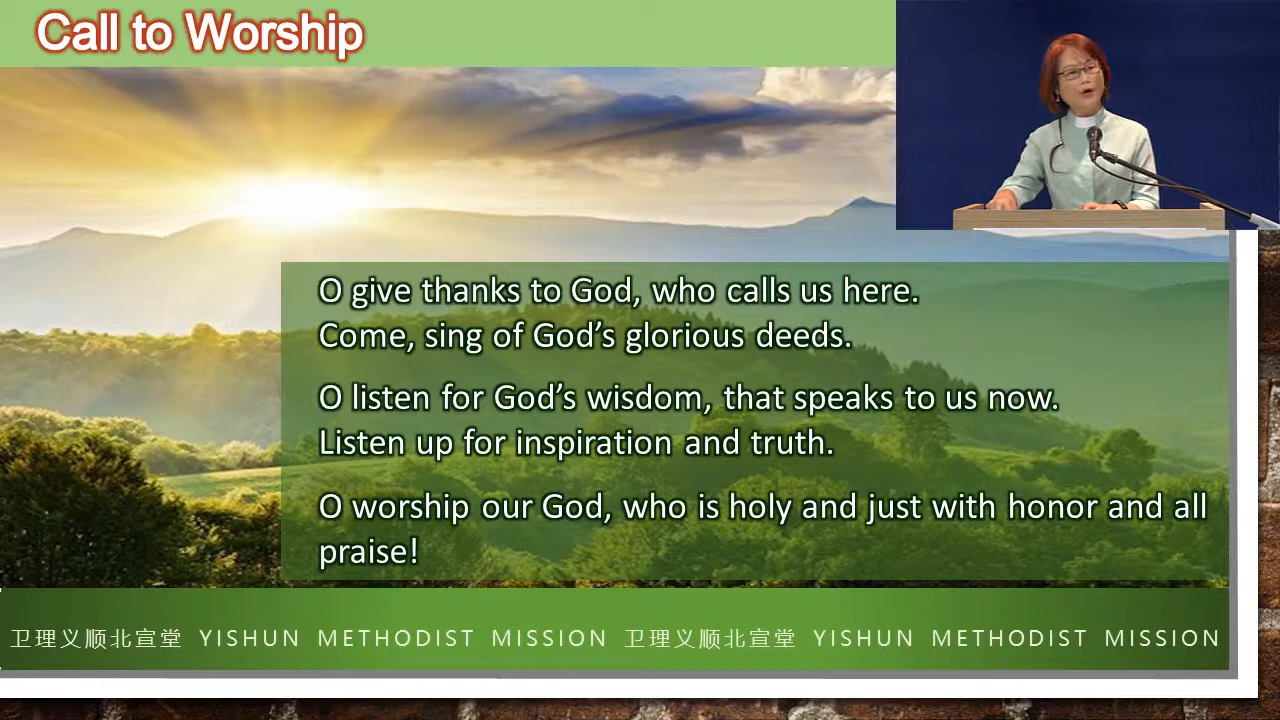 Call to Worship
O give thanks to God, who calls us here.
Come, sing of God’s glorious deeds.
O listen for God’s wisdom, that speaks to us now.
Listen up for inspiration and truth.
O worship our God, who is holy and just with honor and all
praise!
卫理义顺北宣堂 YISHUN METHODIST MISSION 卫理义顺北宣堂 YISHUN METHODIST MISSION